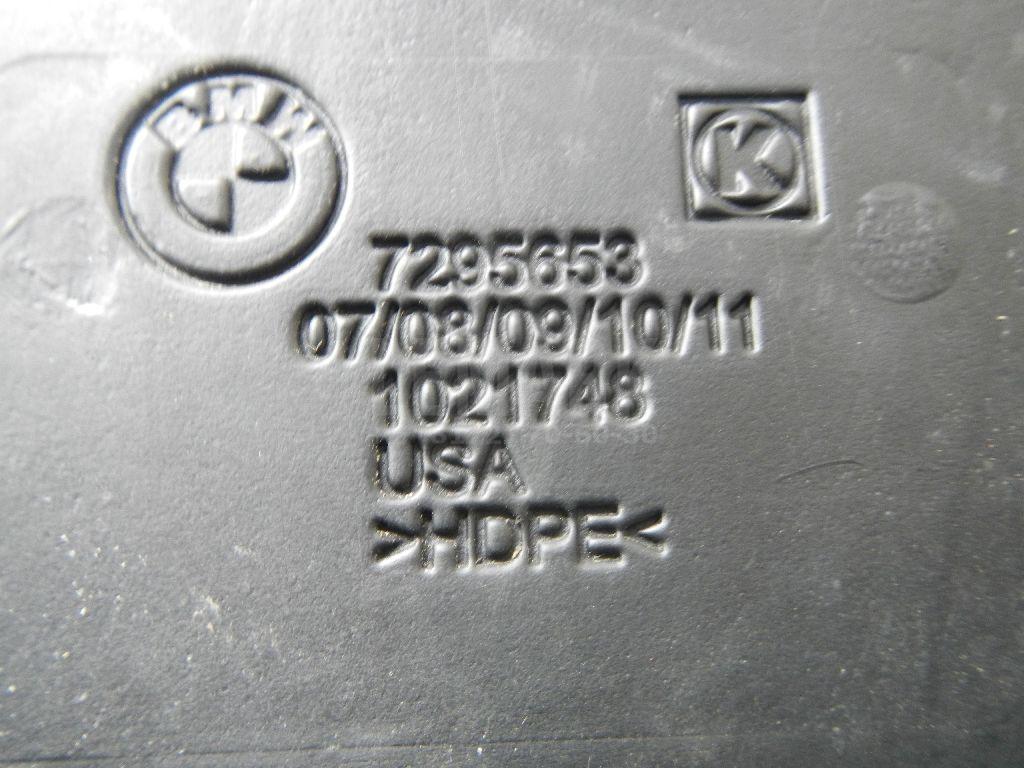 BMW
K
7295653
07/08/09/10/11
1021748
USA
>HDPE<